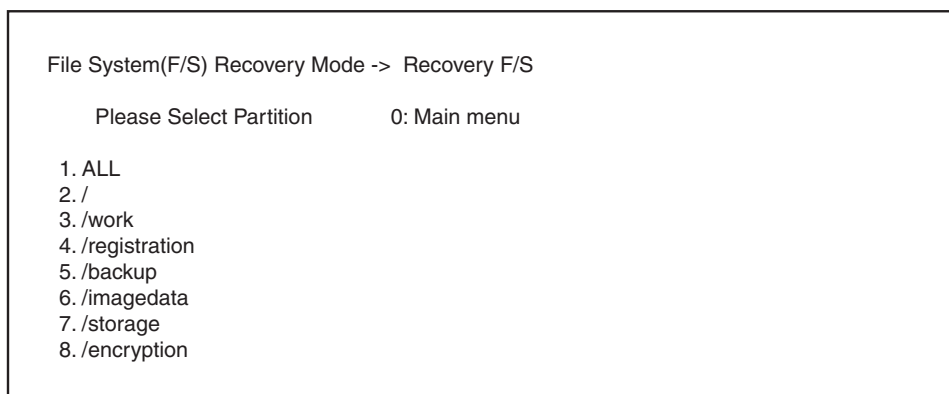 File System(F/S) Recovery Mode -> Recovery F/S
Please Select Partition 0: Main menu
1. ALL
2. /
3. /work
4. /registration
5. /backup
6. /imagedata
7. /storage
8. /encryption